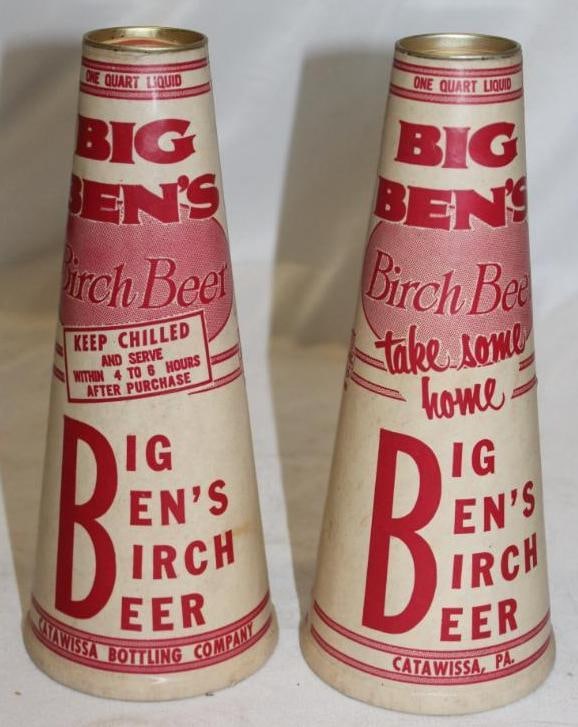 ONE QUART LIQUID
BIG
BEN'S
Birch Beer
KEEP CHILLED
AND SERVE
WITHIN 4 TO 6 HOURS
AFTER PURCHASE
BIG
BEN'S
BIRCH
BEER
CATAWISSA BOTTLING COMPANY
ONE QUART LIQUID
BIG
BEN'S
Birch Bee
take some
home
BIG
BEN'S
BIRCH
BEER
CATAWISSA, PA.